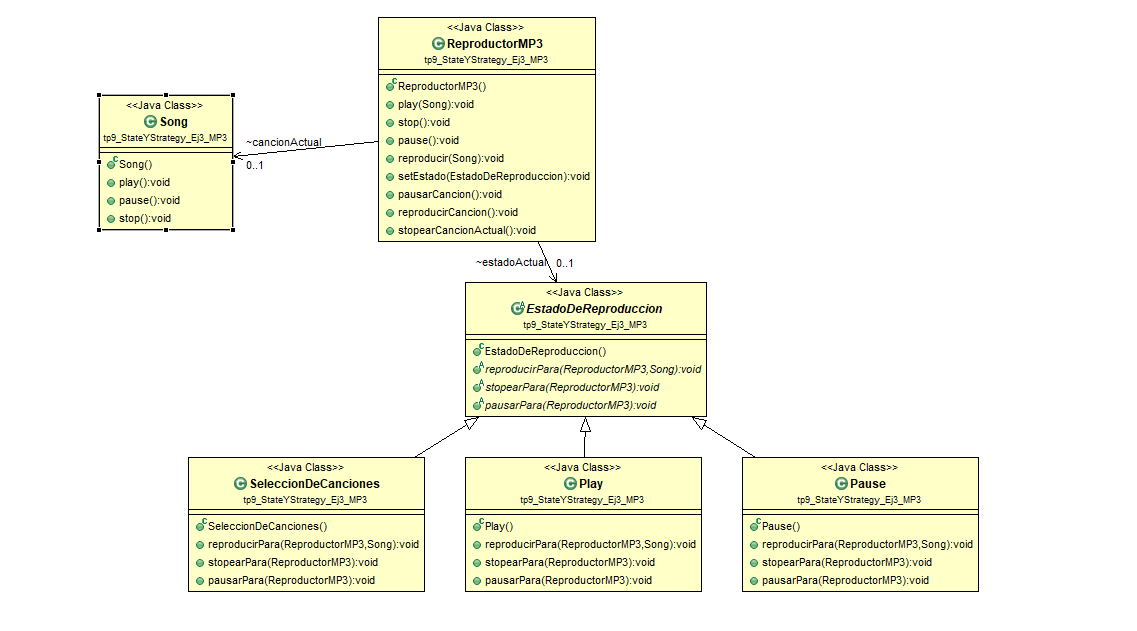 <<Java Class>>
ReproductorMP3
tp9_StateYStrategy_Ej3_MP3
ReproductorMP3()
play(Song):void
stop():void
pause():void
reproducir(Song):void
setEstado(EstadoDeReproduccion):void
pausarCancion():void
reproducirCancion():void
stopearCancionActual():void
<<Java Class>>
Song
tp9_StateYStrategy_Ej3_MP3
Song()
play():void
pause():void
stop():void
~cancionActual
0..1
~estadoActual
0..1
<<Java Class>>
EstadoDeReproduccion
tp9_StateYStrategy_Ej3_MP3
EstadoDeReproduccion()
reproducirPara(ReproductorMP3,Song):void
stopearPara(ReproductorMP3):void
pausarPara(ReproductorMP3):void
<<Java Class>>
SeleccionDeCanciones
tp9_StateYStrategy_Ej3_MP3
SeleccionDeCanciones()
reproducirPara(ReproductorMP3,Song):void
stopearPara(ReproductorMP3):void
pausarPara(ReproductorMP3):void
<<Java Class>>
Play
tp9_StateYStrategy_Ej3_MP3
Play()
reproducirPara(ReproductorMP3,Song):void
stopearPara(ReproductorMP3):void
pausarPara(ReproductorMP3):void
<<Java Class>>
Pause
tp9_StateYStrategy_Ej3_MP3
Pause()
reproducirPara(ReproductorMP3,Song):void
stopearPara(ReproductorMP3):void
pausarPara(ReproductorMP3):void